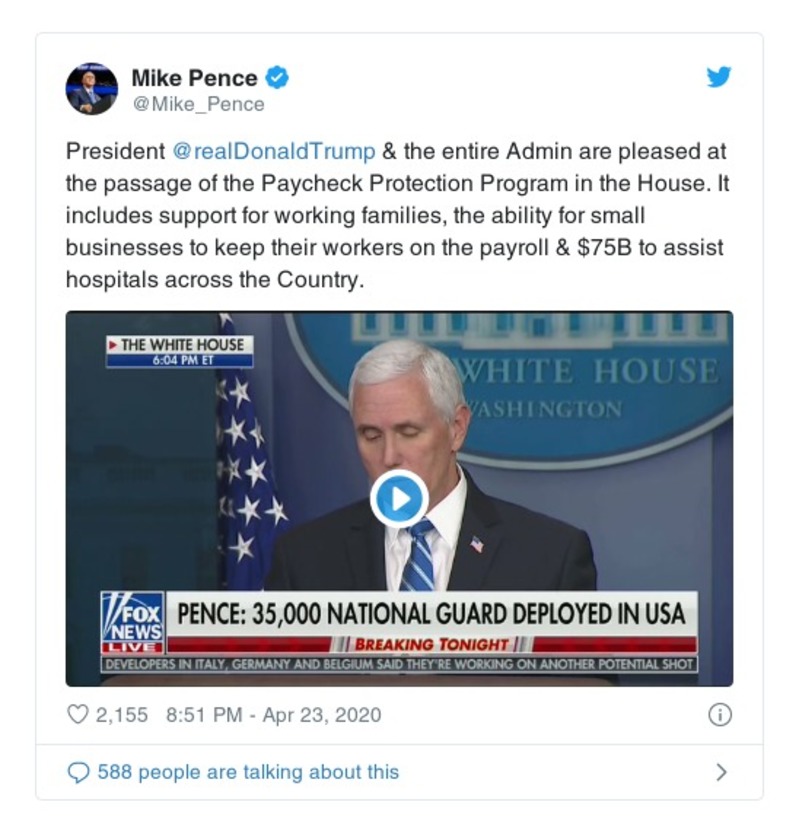 Mike Pence
@Mike_Pence
President @realDonaldTrump & the entire Admin are pleased at
the passage of the Paycheck Protection Program in the House. It
includes support for working families, the ability for small
businesses to keep their workers on the payroll & $75B to assist
hospitals across the Country.
THE WHITE HOUSE
6:04 PM ET
WHITE HOUSE
WASHINGTON
FOX
NEWS
LIVE
PENCE: 35,000 NATIONAL GUARD DEPLOYED IN USA
BREAKING TONIGHT
DEVELOPERS IN ITALY, GERMANY AND BELGIUM SAID THEY'RE WORKING ON ANOTHER POTENTIAL SHOT
2,155 8:51 PM - Apr 23, 2020
588 people are talking about this